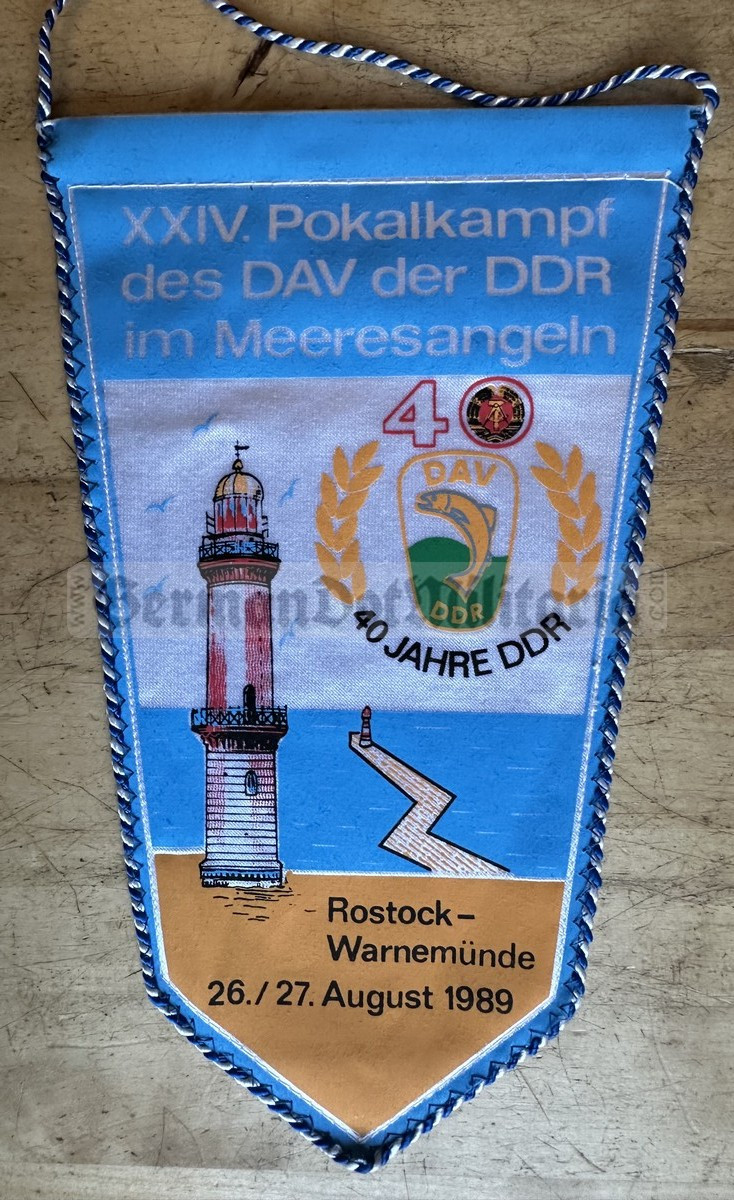 XXIV. Pokalkampf
des DAV der DDR
im Meeresangeln
40
DAV
DDR
40 JAHRE DDR
Rostock-
Warnemünde
26./27. August 1989